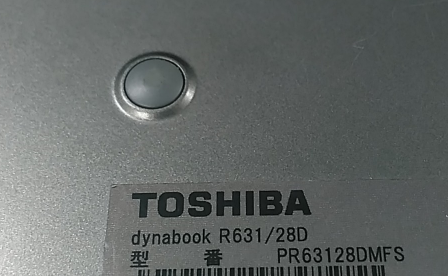 TOSHIBA
dynabook R631/28D
型　番　PR63128DMFS